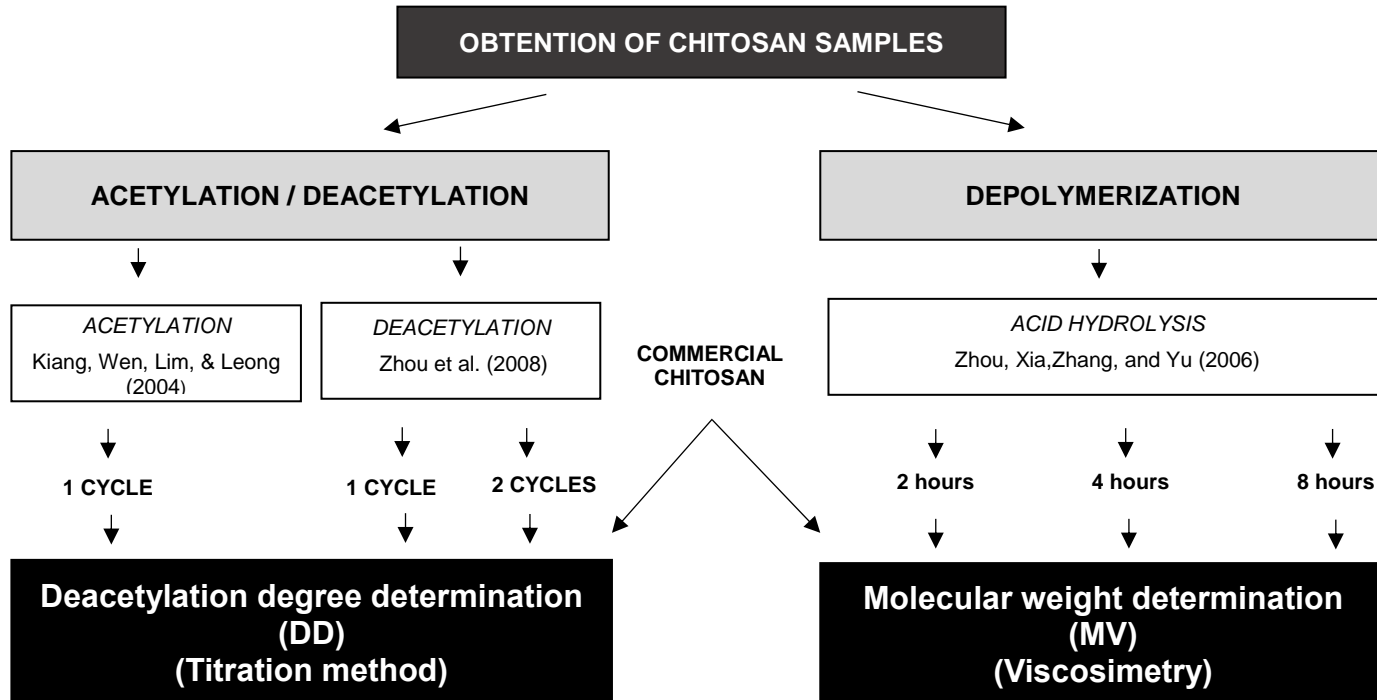 OBTENTION OF CHITOSAN SAMPLES
ACETYLATION / DEACETYLATION
DEPOLYMERIZATION
ACETYLATION
Kiang, Wen, Lim, & Leong
(2004)
DEACETYLATION
Zhou et al. (2008)
COMMERCIAL
CHITOSAN
ACID HYDROLYSIS
Zhou, Xia,Zhang, and Yu (2006)
1 CYCLE
1 CYCLE
2 CYCLES
2 hours
4 hours
8 hours
Deacetylation degree determination
(DD)
(Titration method)
Molecular weight determination
(MV)
(Viscosimetry)